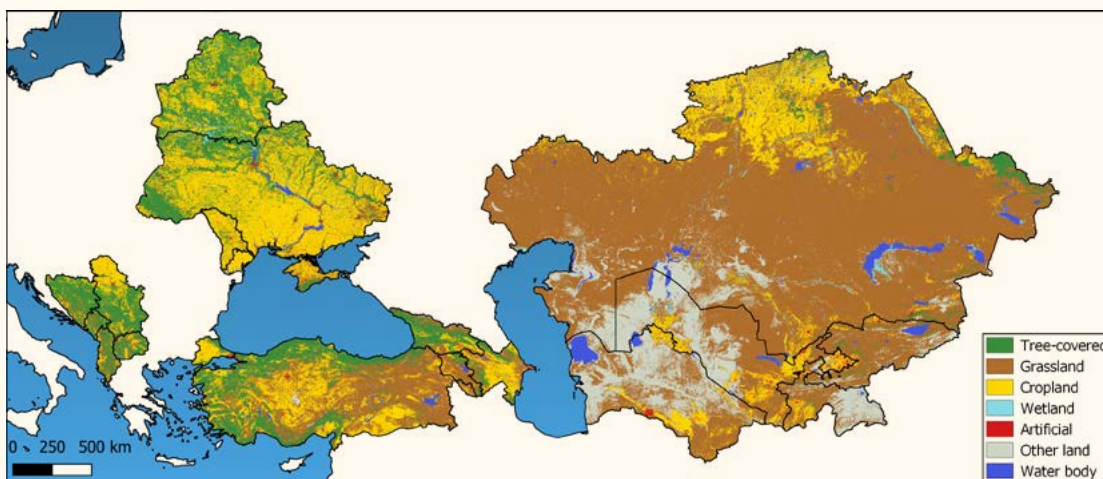 Tree-covered
Grassland
Cropland
Wetland
Artificial
Other land
Water body
0 250 500 km